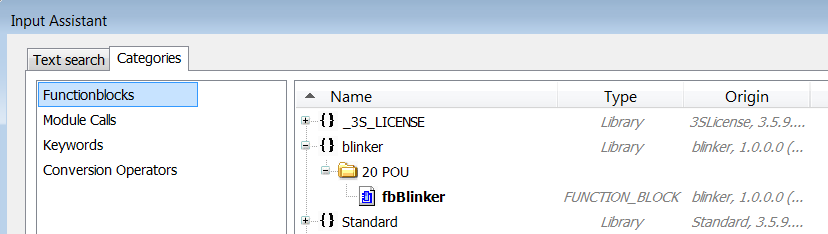 Input Assistant
Text search Categories
Functionblocks
Module Calls
Keywords
Conversion Operators
Name Type Origin
_3S_LICENSE Library 3SLicense, 3.5.9....
blinker Library blinker, 1.0.0.0 (...
20 POU
fbBlinker FUNCTION_BLOCK blinker, 1.0.0.0 (...
Standard Library Standard, 3.5.9....